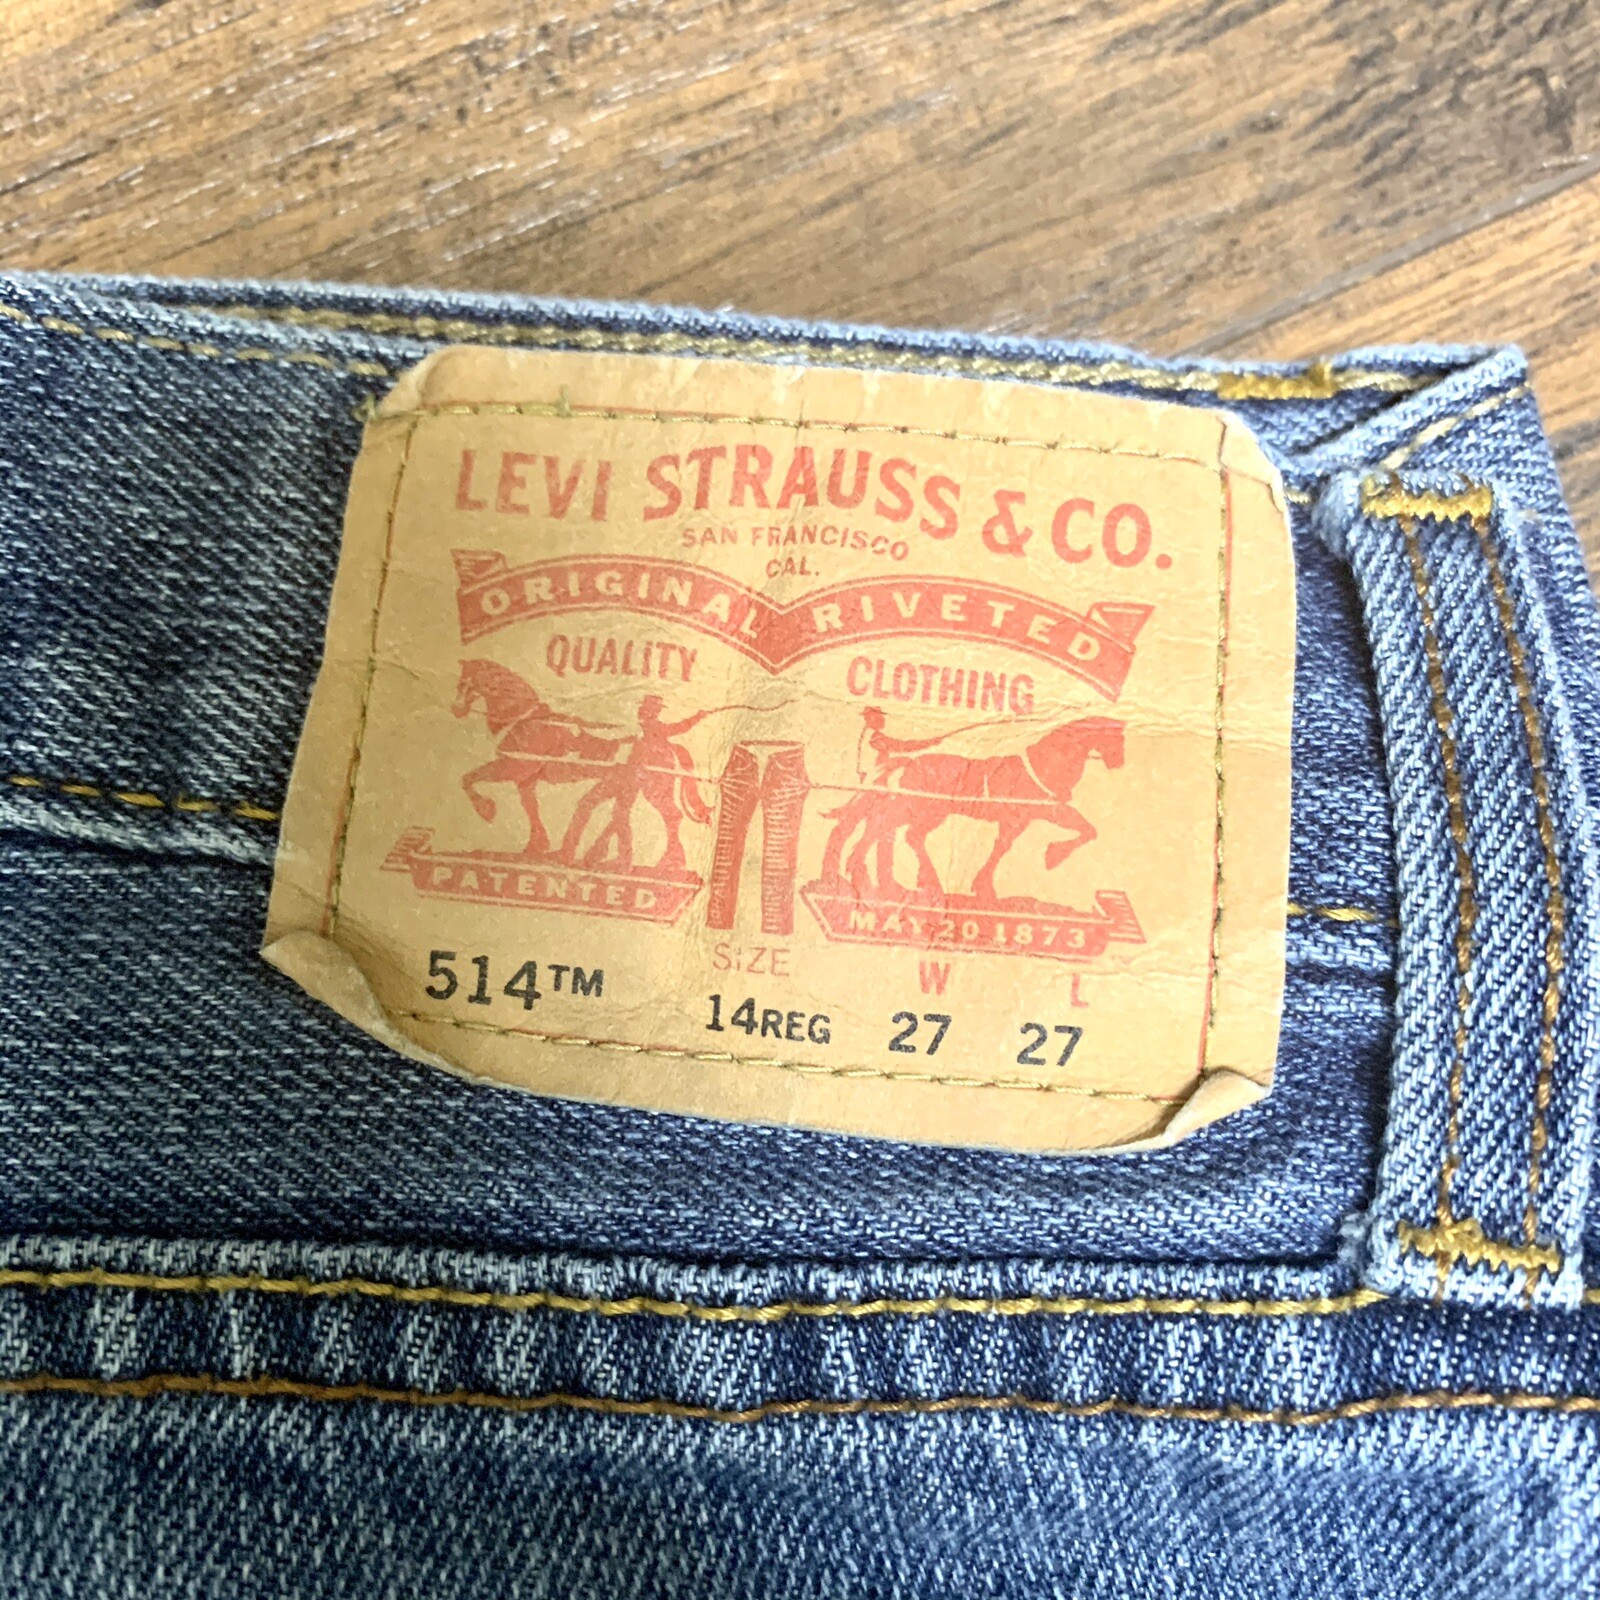 LEVI STRAUSS & CO.
SAN FRANCISCO
CAL.
ORIGINAL RIVETED
QUALITY CLOTHING
PATENTED MAY 20 1873
SIZE W L
514™ 14REG 27 27